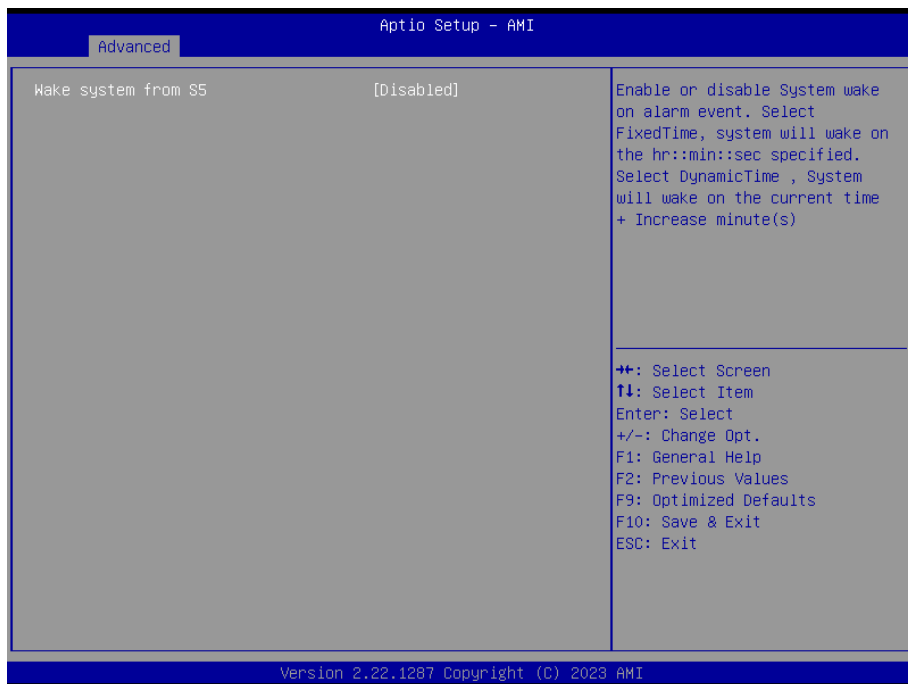 Aptio Setup – AMI
Advanced
Wake system from S5 [Disabled]
Enable or disable System wake
on alarm event. Select
FixedTime, system will wake on
the hr::min::sec specified.
Select DynamicTime , System
will wake on the current time
+ Increase minute(s)
→←: Select Screen
↑↓: Select Item
Enter: Select
+/-: Change Opt.
F1: General Help
F2: Previous Values
F9: Optimized Defaults
F10: Save & Exit
ESC: Exit
Version 2.22.1287 Copyright (C) 2023 AMI